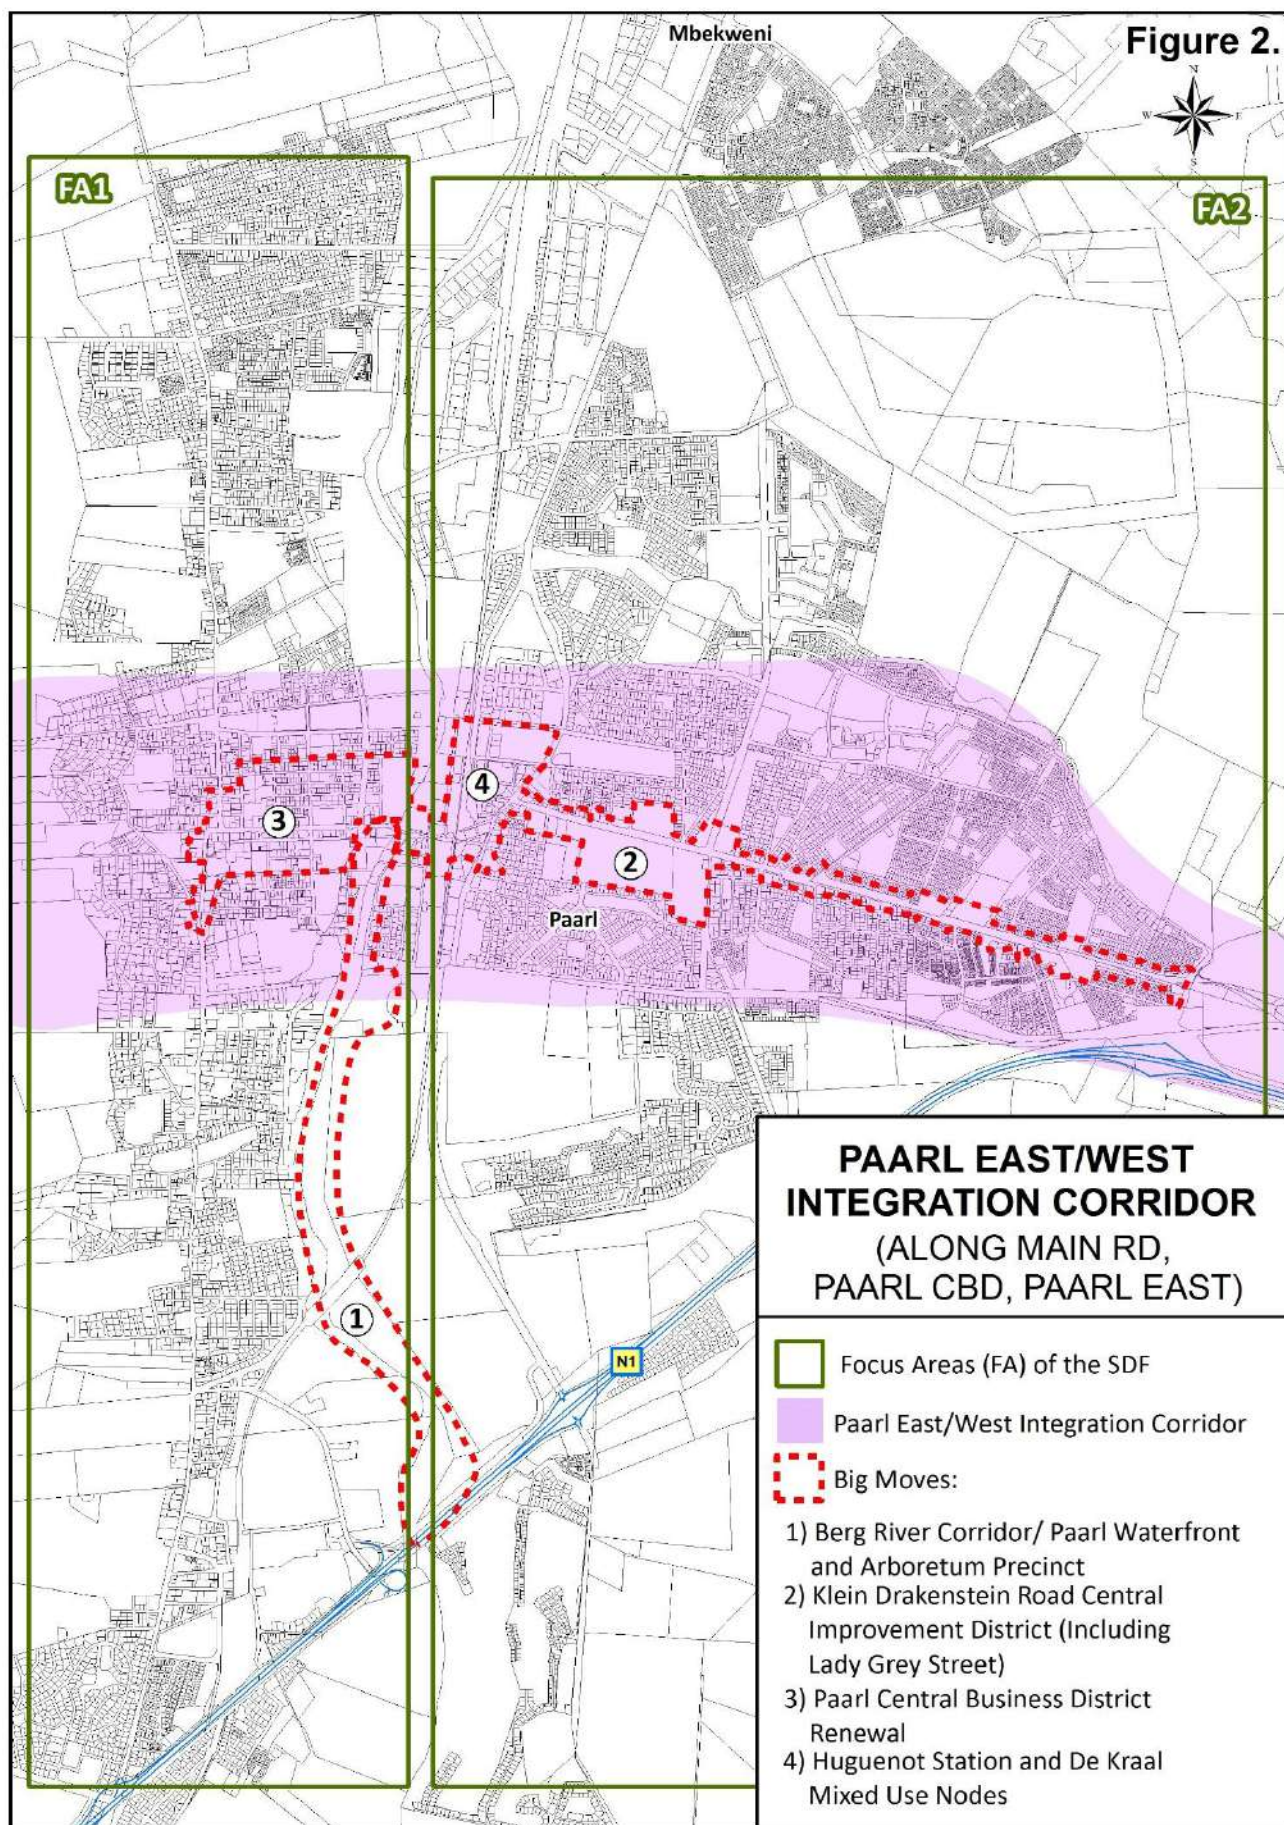 Mbekweni
Figure 2.
N
W E
S
FA1
FA2
3
4
2
Paarl
1
N1
PAARL EAST/WEST
INTEGRATION CORRIDOR
(ALONG MAIN RD,
PAARL CBD, PAARL EAST)
Focus Areas (FA) of the SDF
Paarl East/West Integration Corridor
Big Moves:
1) Berg River Corridor/ Paarl Waterfront
and Arboretum Precinct
2) Klein Drakenstein Road Central
Improvement District (Including
Lady Grey Street)
3) Paarl Central Business District
Renewal
4) Huguenot Station and De Kraal
Mixed Use Nodes